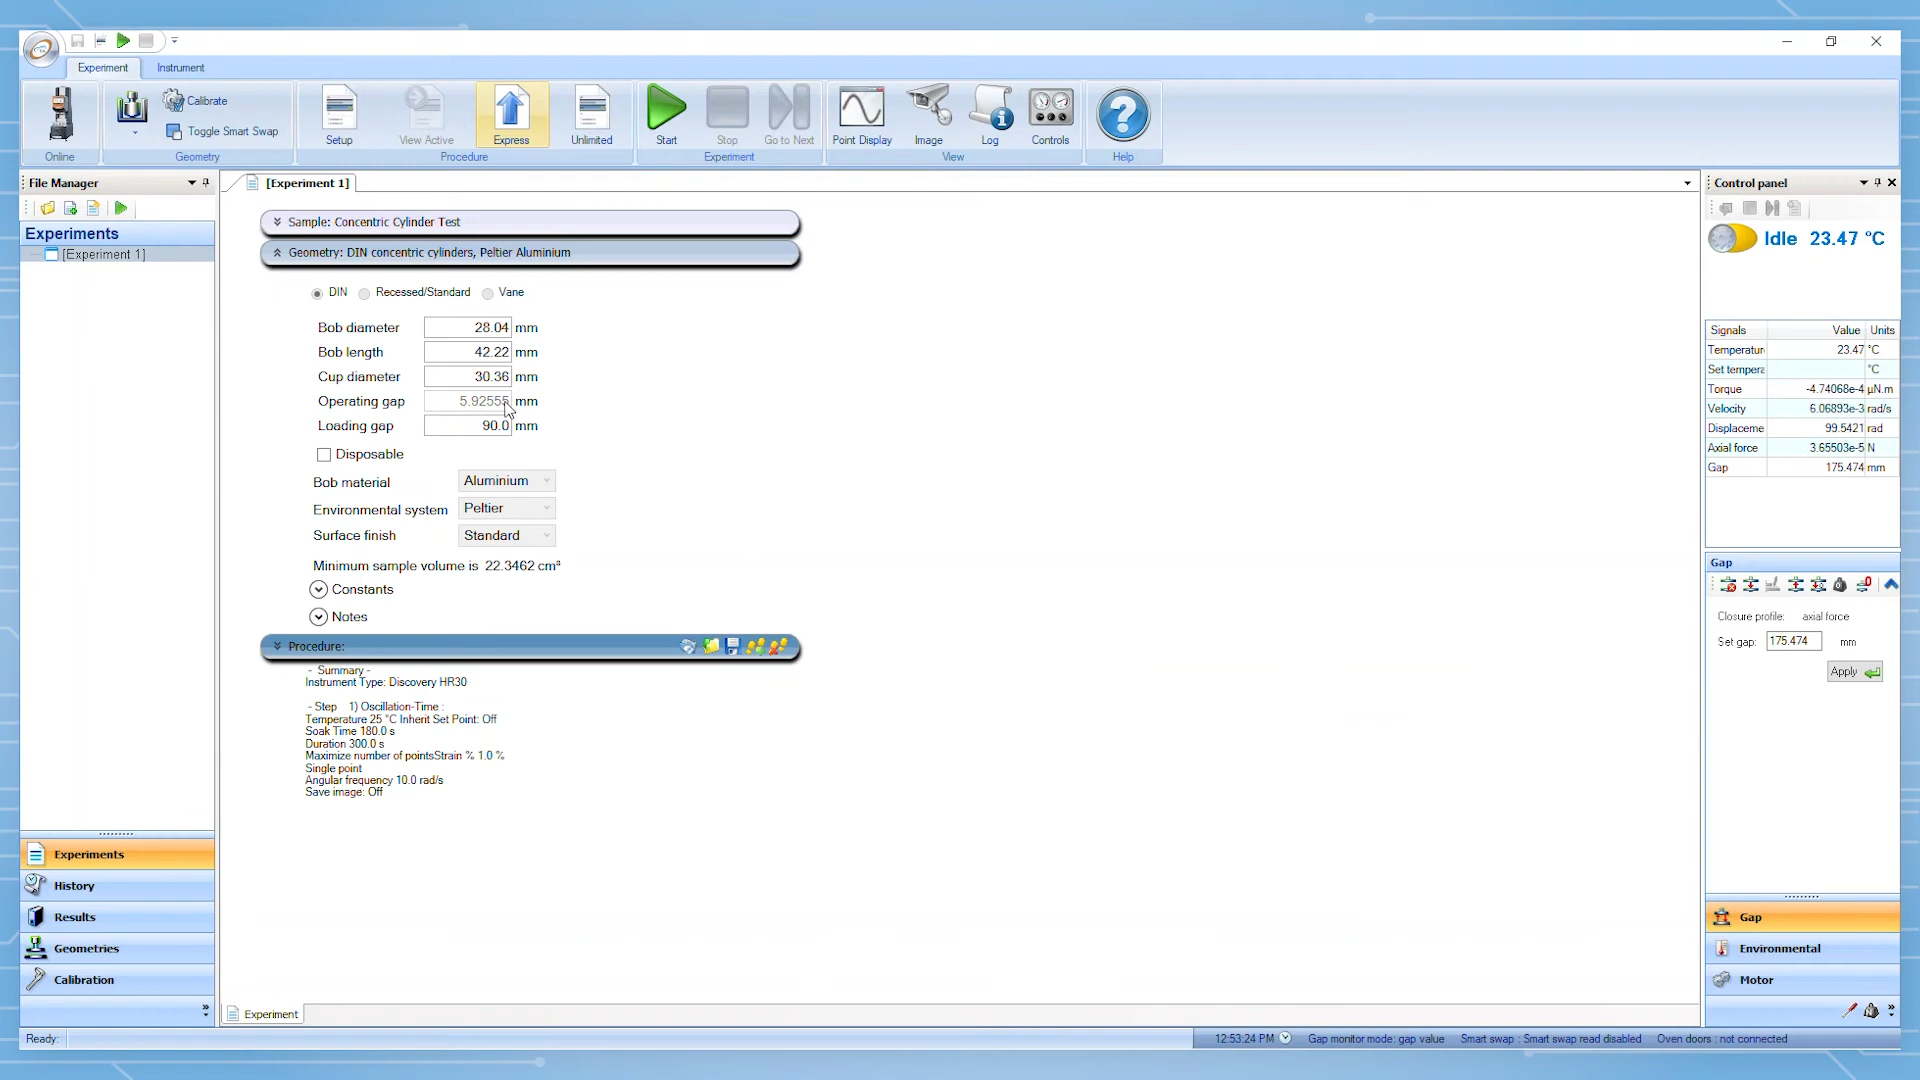 Experiment Instrument
Calibrate
Toggle Smart Swap
Setup View Active Express Unlimited Start Stop Go to Next Point Display Image Log Controls
Online Geometry Procedure Experiment View Help
File Manager
Experiments
[Experiment 1]
Experiments
History
Results
Geometries
Calibration
Ready:
[Experiment 1]
Sample: Concentric Cylinder Test
Geometry: DIN concentric cylinders, Peltier Aluminium
DIN Recessed/Standard Vane
Bob diameter 28.04 mm
Bob length 42.22 mm
Cup diameter 30.36 mm
Operating gap 5.92555 mm
Loading gap 90.0 mm
Disposable
Bob material Aluminium
Environmental system Peltier
Surface finish Standard
Minimum sample volume is 22.3462 cm³
Constants
Notes
Procedure:
- Summary -
Instrument Type: Discovery HR30
- Step 1) Oscillation-Time :
Temperature 25 °C Inherit Set Point: Off
Soak Time 180.0 s
Duration 300.0 s
Maximize number of pointsStrain % 1.0 %
Single point
Angular frequency 10.0 rad/s
Save image: Off
Experiment
Control panel
Idle 23.47 °C
Signals Value Units
Temperatur 23.47 °C
Set tempera °C
Torque -4.74068e-4 µN.m
Velocity 6.06893e-3 rad/s
Displaceme 99.5421 rad
Axial force 3.65503e-5 N
Gap 175.474 mm
Gap
Closure profile: axial force
Set gap: 175.474 mm
Apply
Gap
Environmental
Motor
12:53:24 PM Gap monitor mode: gap value Smart swap : Smart swap read disabled Oven doors : not connected